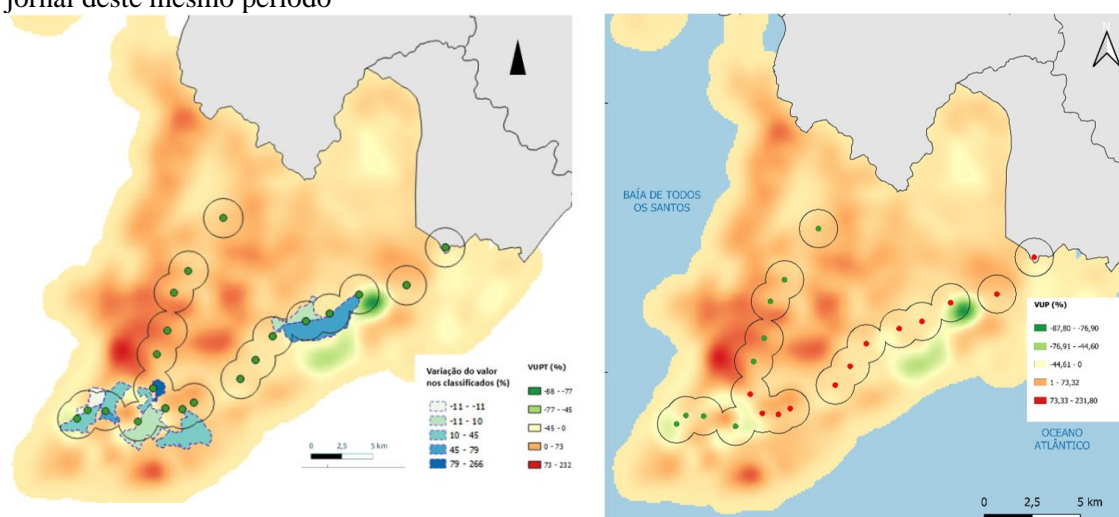 jornal deste mesmo período
Variação do valor
nos classificados (%)
-11 - -11
-11 - 10
10 - 45
45 - 79
79 - 266
VUPT (%)
-88 - -77
-77 - -45
-45 - 0
0 - 73
73 - 232
0 2,5 5 km
N
BAÍA DE TODOS
OS SANTOS
VUP (%)
-87,80 - -76,90
-76,91 - -44,60
-44,61 - 0
1 - 73,32
73,33 - 231,80
OCEANO
ATLÂNTICO
0 2,5 5 km